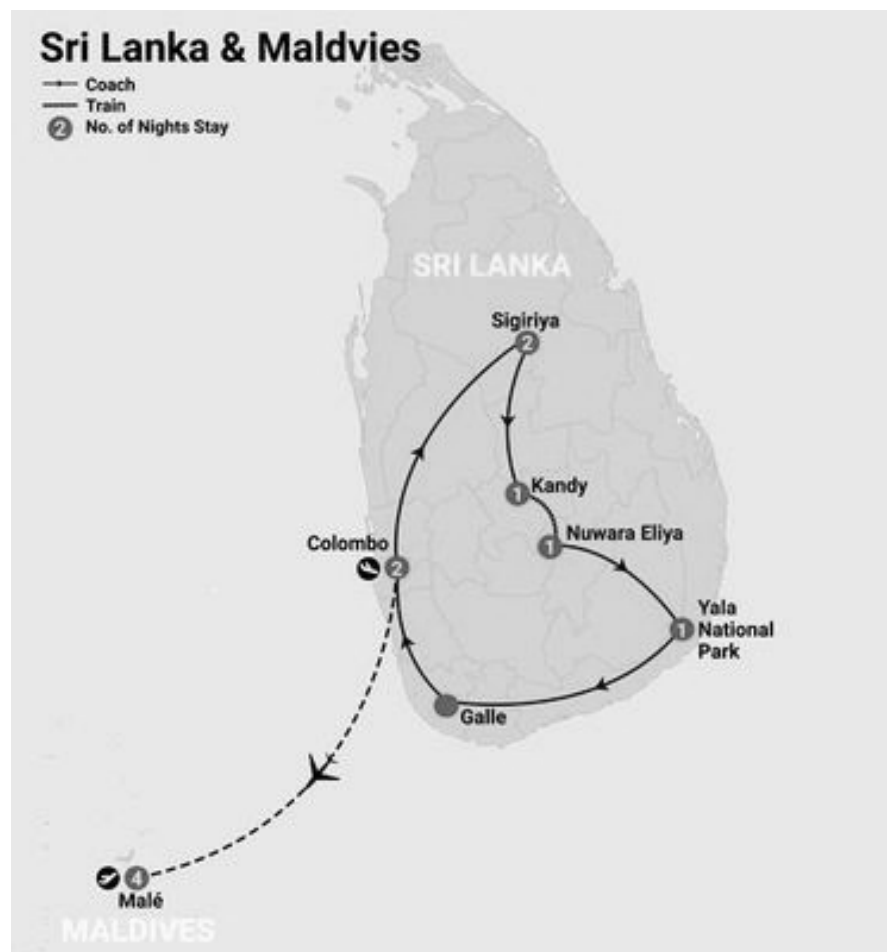 Sri Lanka & Maldvies
Coach
Train
2 No. of Nights Stay
SRI LANKA
Sigiriya
2
1 Kandy
Nuwara Eliya
1
Colombo
2
Yala
1 National
Park
Galle
4
Malé
MALDIVES